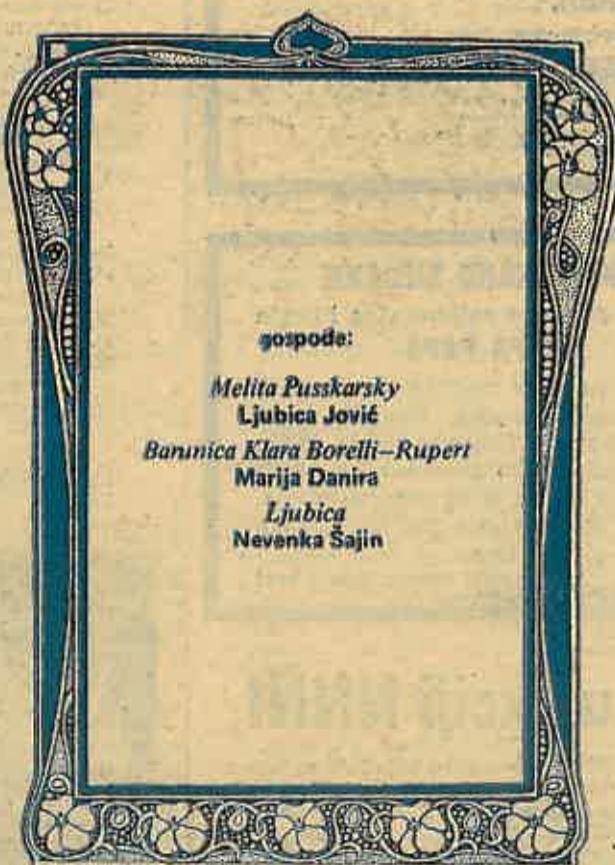 gospođe:
Melita Pusskarsky
Ljubica Jović
Barunica Klara Borelli–Rupert
Marija Danira
Ljubica
Nevenka Šajin